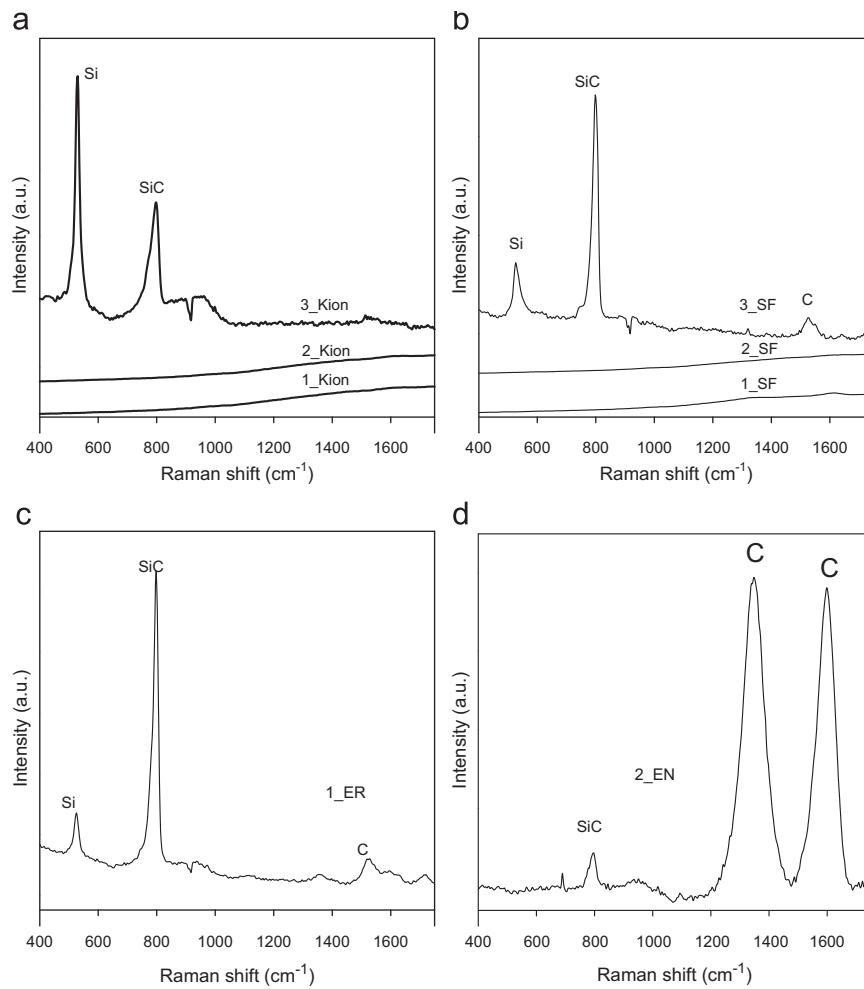 a
Si
SiC
3_Kion
2_Kion
1_Kion
Intensity (a.u.)
400 600 800 1000 1200 1400 1600
Raman shift (cm-1)
b
SiC
Si
3_SF
C
2_SF
1_SF
Intensity (a.u.)
400 600 800 1000 1200 1400 1600
Raman shift (cm-1)
c
SiC
Si
1_ER
C
Intensity (a.u.)
400 600 800 1000 1200 1400 1600
Raman shift (cm-1)
d
C
C
2_EN
SiC
Intensity (a.u.)
400 600 800 1000 1200 1400 1600
Raman shift (cm-1)